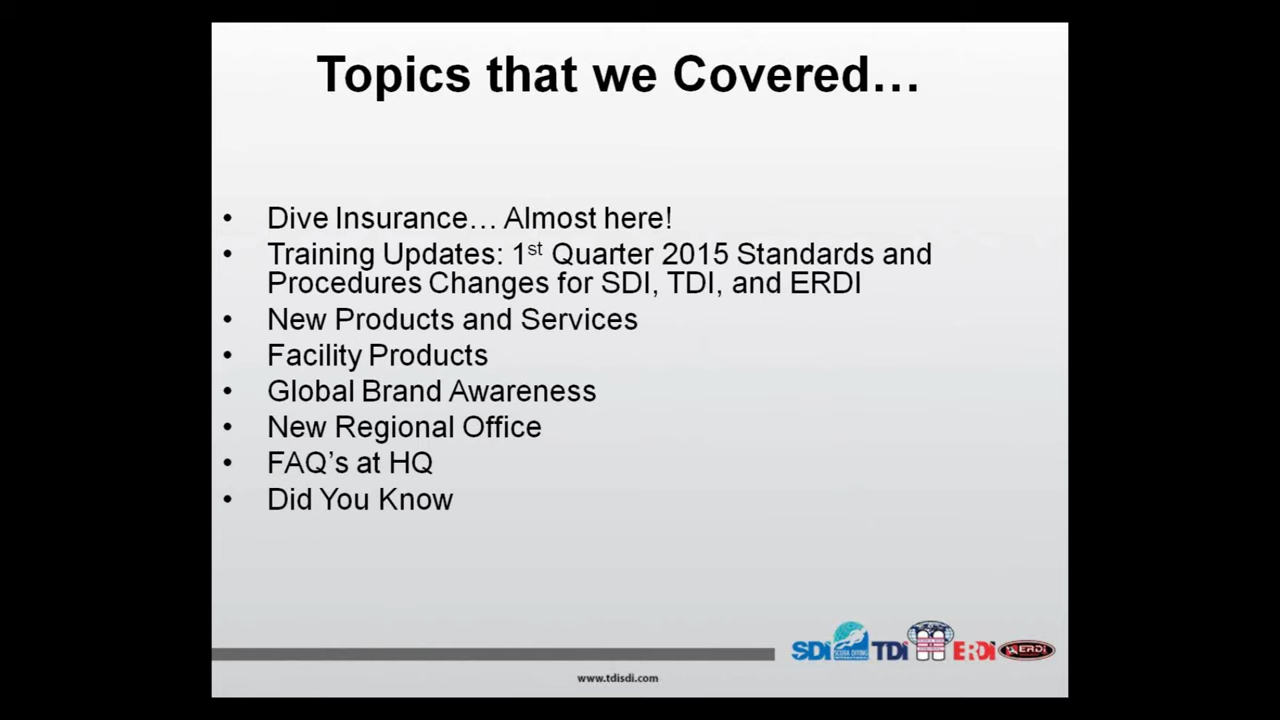 Topics that we Covered…
• Dive Insurance… Almost here!
• Training Updates: 1st Quarter 2015 Standards and
Procedures Changes for SDI, TDI, and ERDI
• New Products and Services
• Facility Products
• Global Brand Awareness
• New Regional Office
• FAQ's at HQ
• Did You Know
SDI TDI ERDI ERDI
www.tdisdi.com